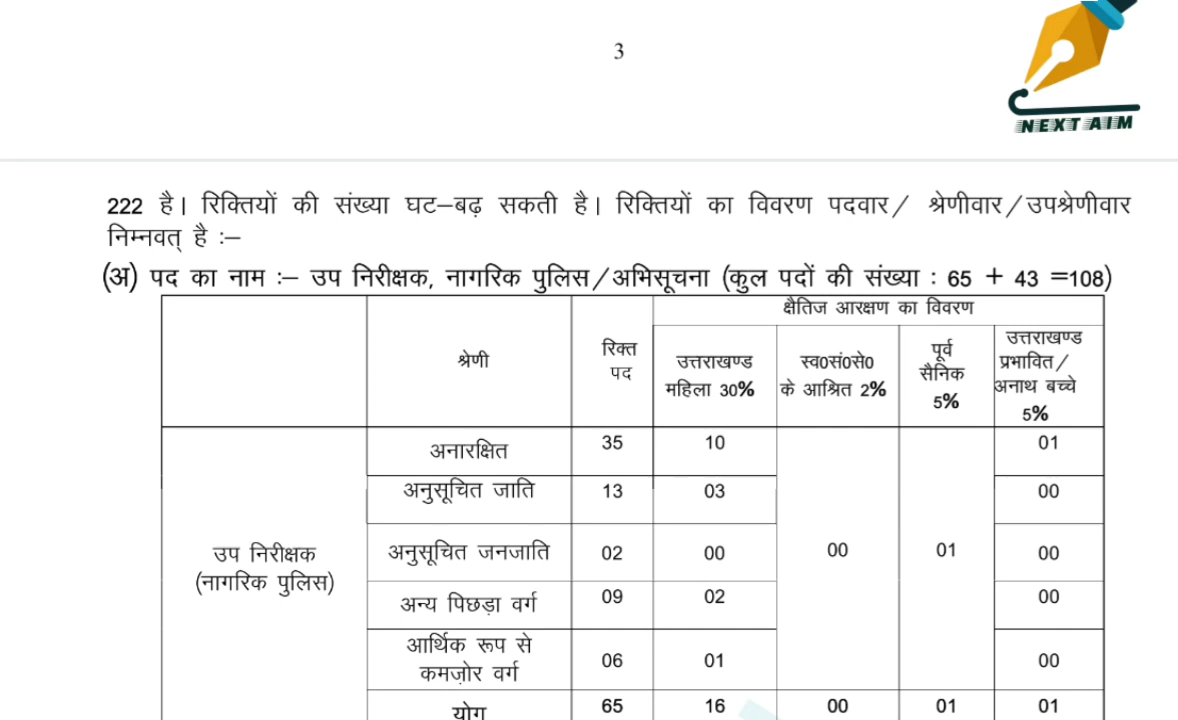 3
NEXT AIM
222 है। रिक्तियों की संख्या घट–बढ़ सकती है। रिक्तियों का विवरण पदवार/ श्रेणीवार/उपश्रेणीवार
निम्नवत् है :–
(अ) पद का नाम :– उप निरीक्षक, नागरिक पुलिस/अभिसूचना (कुल पदों की संख्या : 65 + 43 =108)
श्रेणी
रिक्त
पद
क्षैतिज आरक्षण का विवरण
उत्तराखण्ड
महिला 30%
स्व0सं0से0
के आश्रित 2%
पूर्व
सैनिक
5%
उत्तराखण्ड
प्रभावित/
अनाथ बच्चे
5%
उप निरीक्षक
(नागरिक पुलिस)
अनारक्षित 35 10 01
अनुसूचित जाति 13 03 00
अनुसूचित जनजाति 02 00 00 01 00
अन्य पिछड़ा वर्ग 09 02 00
आर्थिक रूप से
कमज़ोर वर्ग 06 01 00
योग 65 16 00 01 01